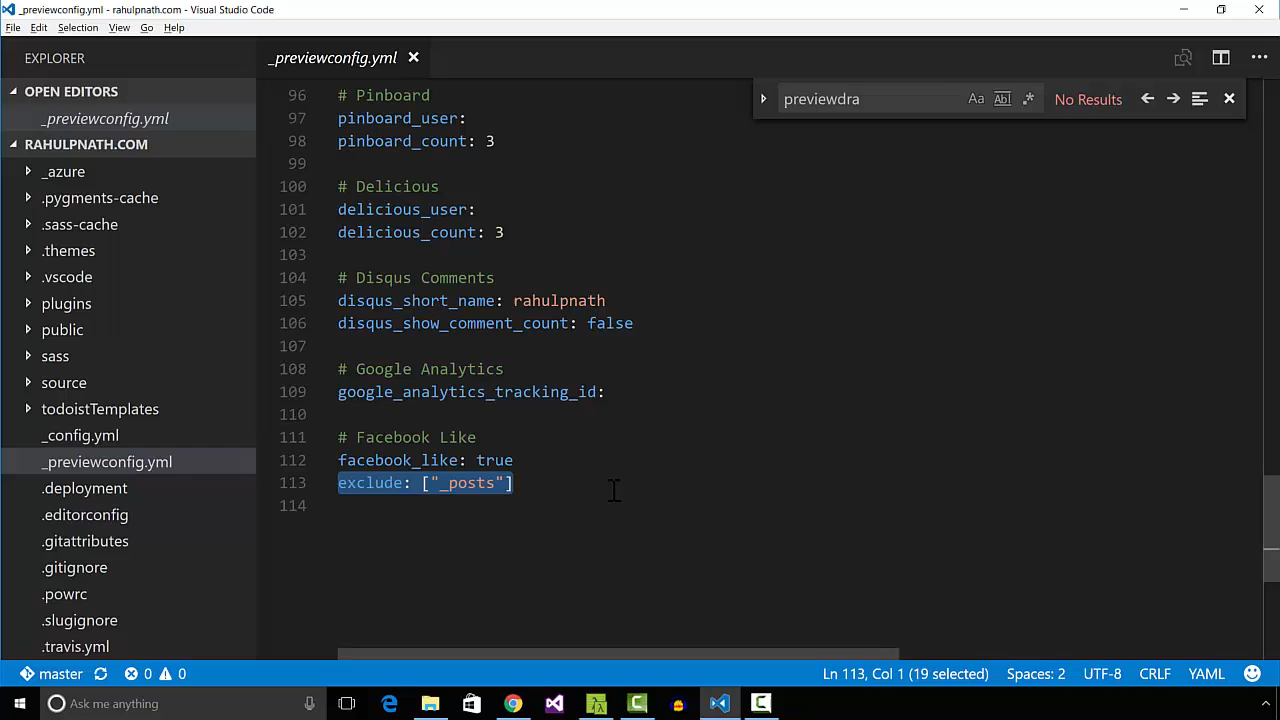 _previewconfig.yml - rahulpnath.com - Visual Studio Code
File Edit Selection View Go Help
EXPLORER
_previewconfig.yml
OPEN EDITORS
_previewconfig.yml
RAHULPNATH.COM
_azure
.pygments-cache
.sass-cache
.themes
.vscode
plugins
public
sass
source
todoistTemplates
_config.yml
_previewconfig.yml
.deployment
.editorconfig
.gitattributes
.gitignore
.powrc
.slugignore
.travis.yml
previewdra Aa Abl .* No Results
96 # Pinboard
97 pinboard_user:
98 pinboard_count: 3
99
100 # Delicious
101 delicious_user:
102 delicious_count: 3
103
104 # Disqus Comments
105 disqus_short_name: rahulpnath
106 disqus_show_comment_count: false
107
108 # Google Analytics
109 google_analytics_tracking_id:
110
111 # Facebook Like
112 facebook_like: true
113 exclude: ["_posts"]
114
master 0 0 Ln 113, Col 1 (19 selected) Spaces: 2 UTF-8 CRLF YAML
Ask me anything